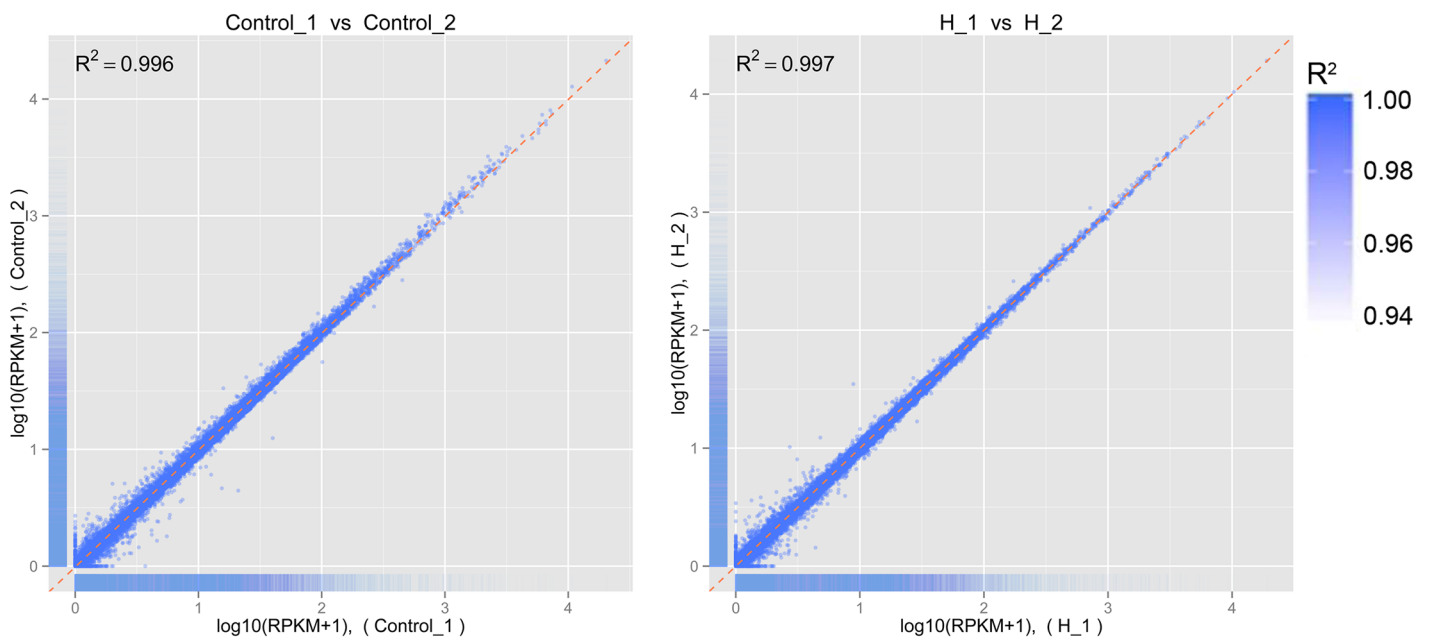 Control_1 vs Control_2
R² = 0.996
4
3
2
1
0
log10(RPKM+1), ( Control_2 )
0 1 2 3 4
log10(RPKM+1), ( Control_1 )
H_1 vs H_2
R² = 0.997
4
3
2
1
0
log10(RPKM+1), ( H_2 )
0 1 2 3 4
log10(RPKM+1), ( H_1 )
R²
1.00
0.98
0.96
0.94